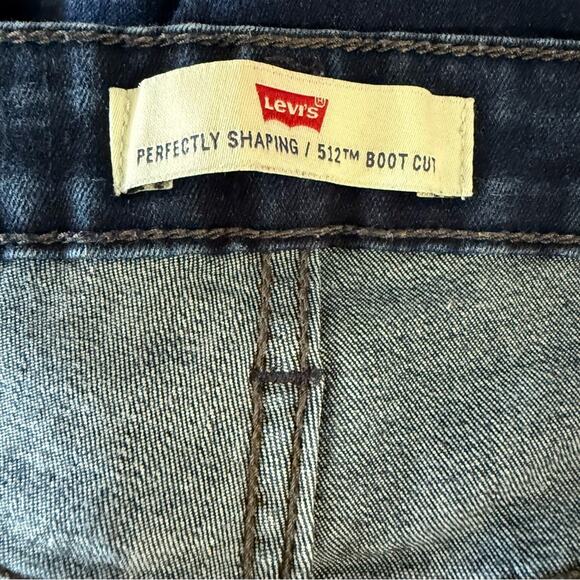 Levi's®
PERFECTLY SHAPING / 512™ BOOT CUT